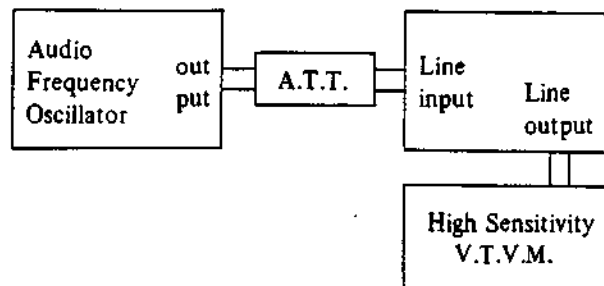 Audio
Frequency
Oscillator
out
put
A.T.T.
Line
input
Line
output
High Sensitivity
V.T.V.M.